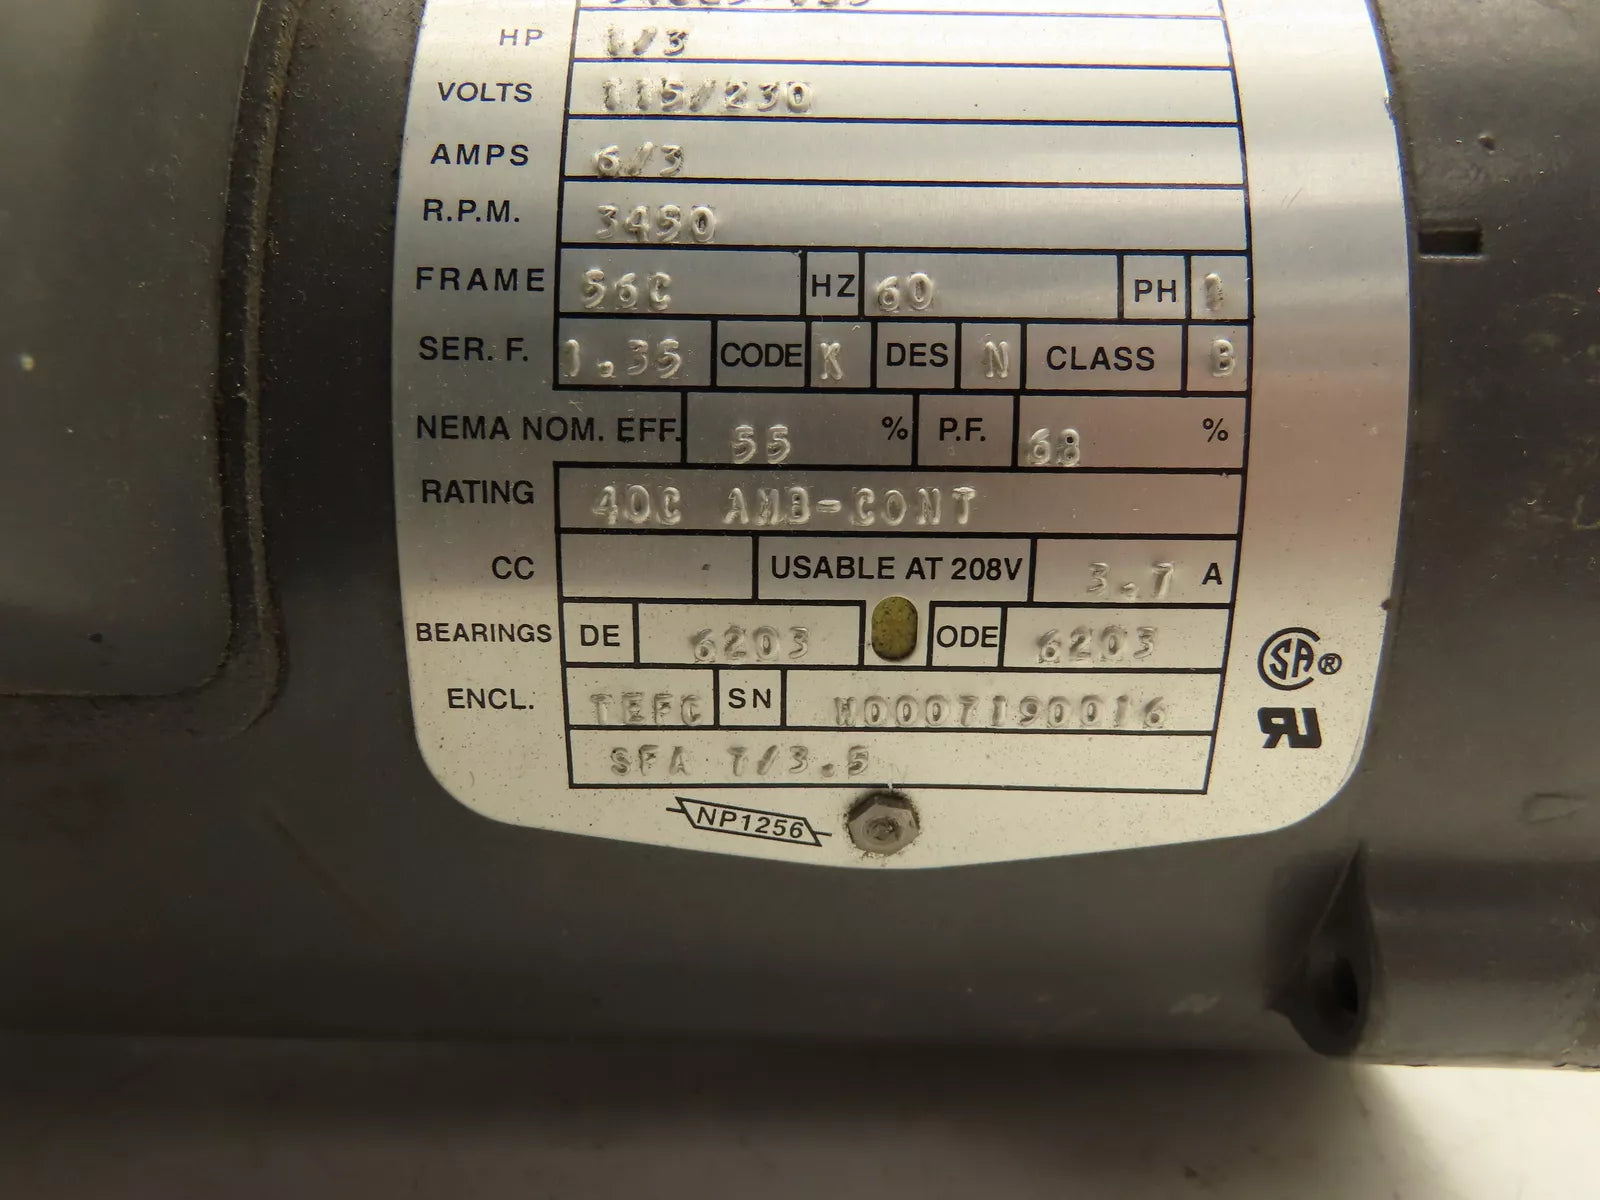 HP 1/3
VOLTS 115/230
AMPS 6/3
R.P.M. 3450
FRAME 56C HZ 60 PH 1
SER. F. 1.35 CODE K DES N CLASS B
NEMA NOM. EFF. 55 % P.F. 68 %
RATING 40C AMB-CONT
CC USABLE AT 208V 3.7 A
BEARINGS DE 6203 ODE 6203
ENCL. TEFC SN W0007190016
SFA 7/3.5
SA ®
UR
NP1256